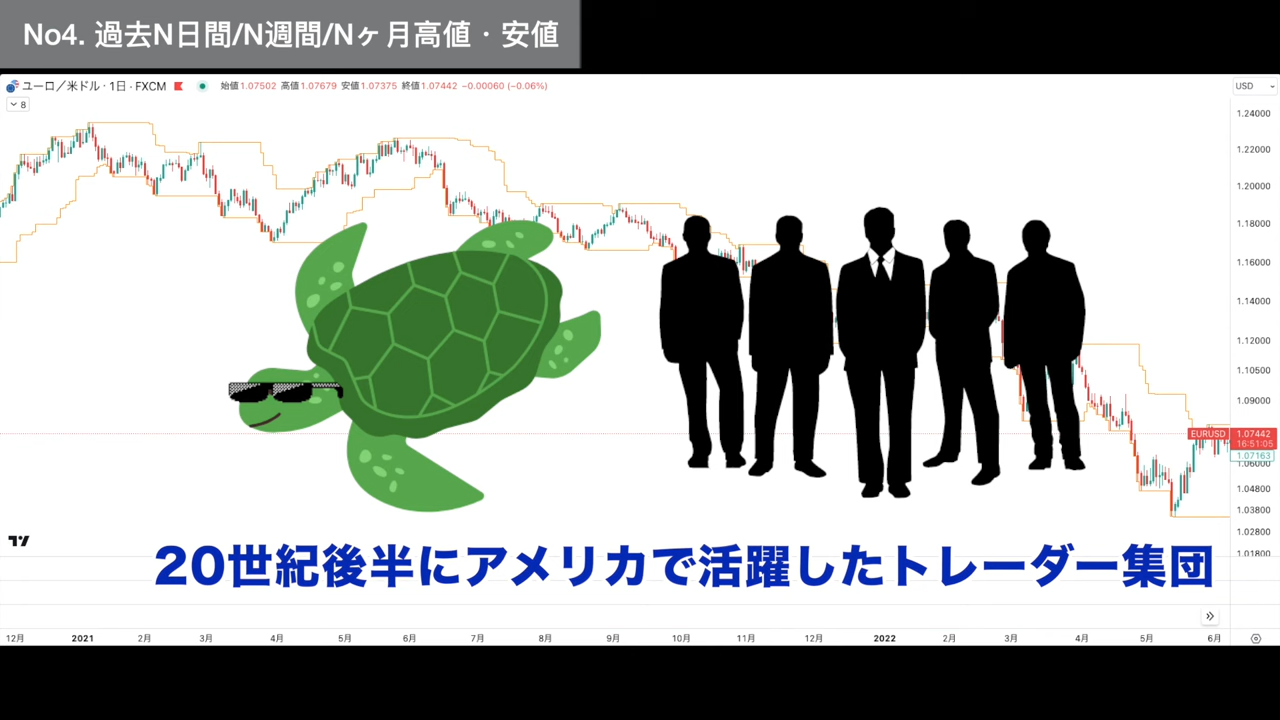 No4. 過去N日間/N週間/Nヶ月高値・安値
ユーロ／米ドル · 1日 · FXCM 始値1.07502 高値1.07679 安値1.07375 終値1.07442 −0.00060 (−0.06%)
USD
8
1.24000
1.22000
1.20000
1.18000
1.16000
1.14000
1.12000
1.10500
1.09000
EURUSD 1.07442
16:51:05
1.07163
1.06000
1.04800
1.03800
1.02800
1.01800
20世紀後半にアメリカで活躍したトレーダー集団
12月 2021 2月 3月 4月 5月 6月 7月 8月 9月 10月 11月 12月 2022 2月 3月 4月 5月 6月